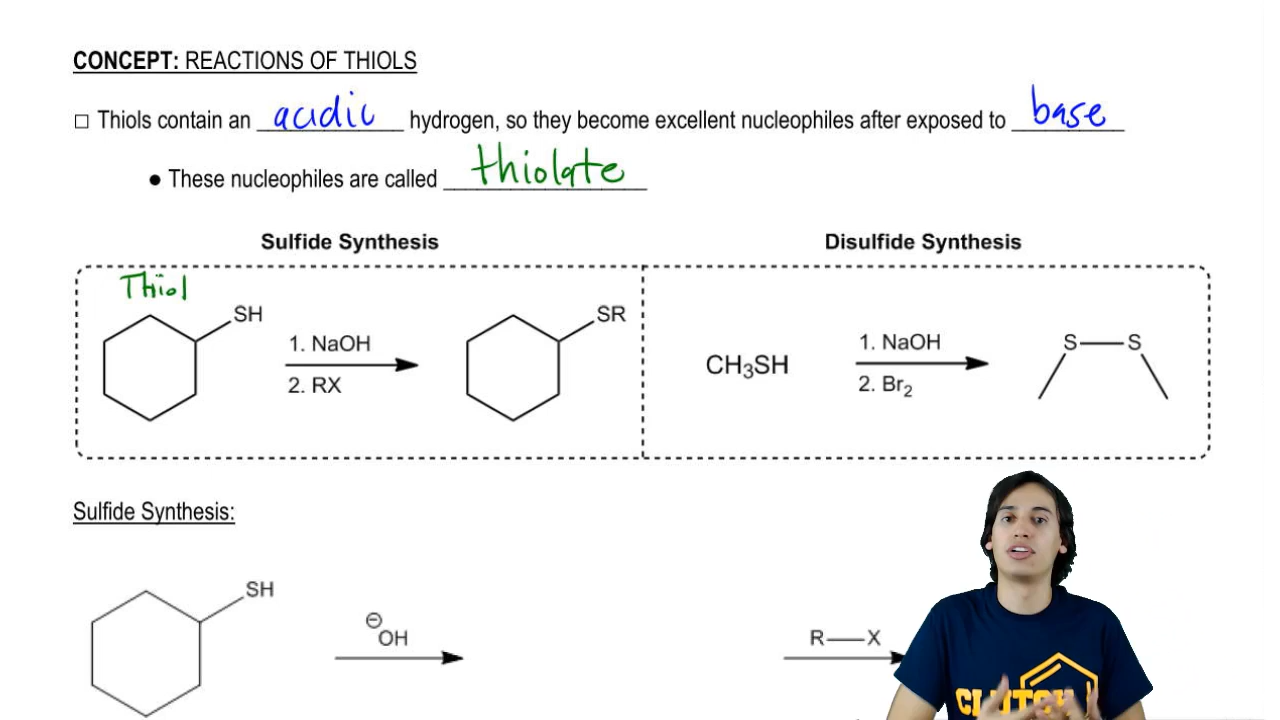 CONCEPT: REACTIONS OF THIOLS
□ Thiols contain an acidic hydrogen, so they become excellent nucleophiles after exposed to base
● These nucleophiles are called thiolate
Sulfide Synthesis
Disulfide Synthesis
Thiol
SH
1. NaOH
2. RX
SR
CH₃SH
1. NaOH
2. Br₂
S S
Sulfide Synthesis:
SH
⊖
OH
R X
CLUTCH